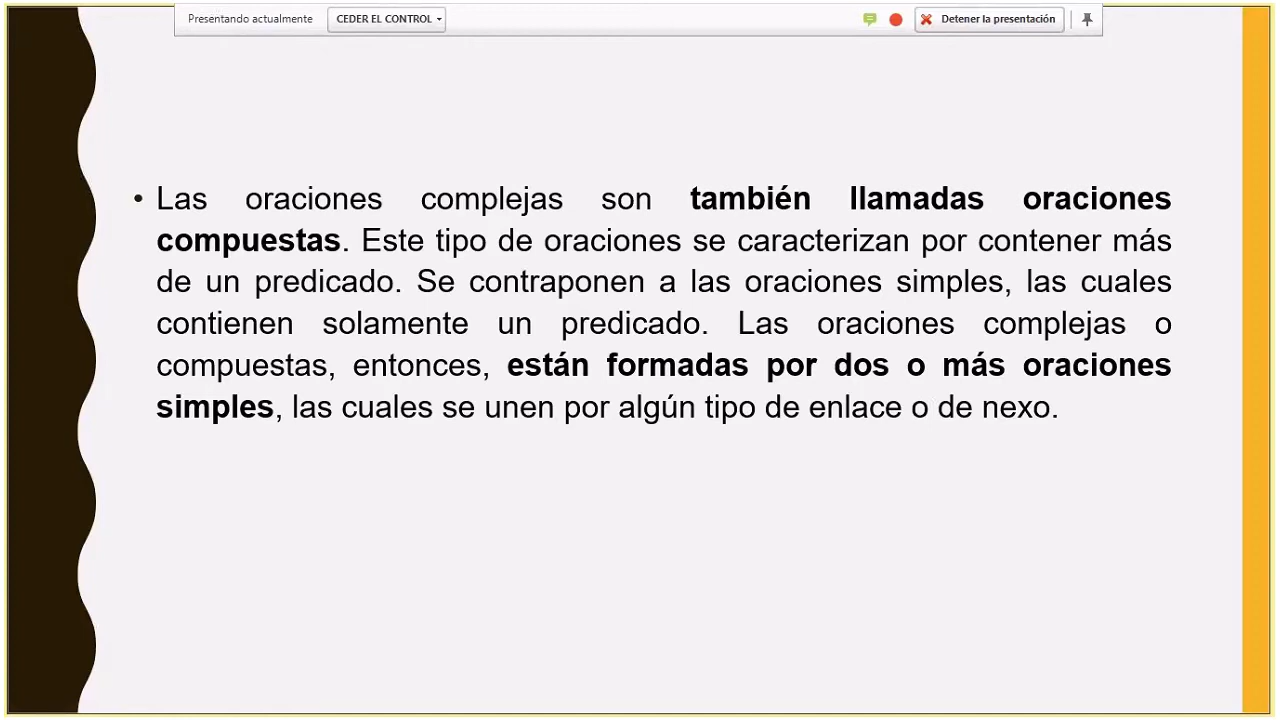 Presentando actualmente CEDER EL CONTROL Detener la presentación
• Las oraciones complejas son también llamadas oraciones
compuestas. Este tipo de oraciones se caracterizan por contener más
de un predicado. Se contraponen a las oraciones simples, las cuales
contienen solamente un predicado. Las oraciones complejas o
compuestas, entonces, están formadas por dos o más oraciones
simples, las cuales se unen por algún tipo de enlace o de nexo.